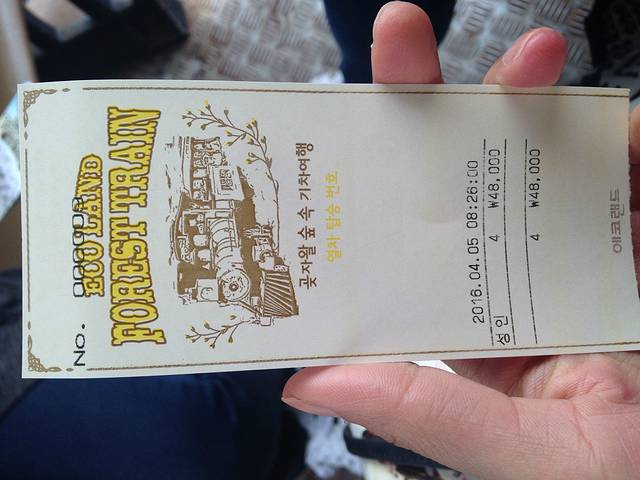 No.
ECO LAND
FOREST TRAIN
곶자왈 숲속 기차여행
열차 탑승 번호
2016.04.05 08:26:00
성인 4 ₩48,000
4 ₩48,000
에코랜드